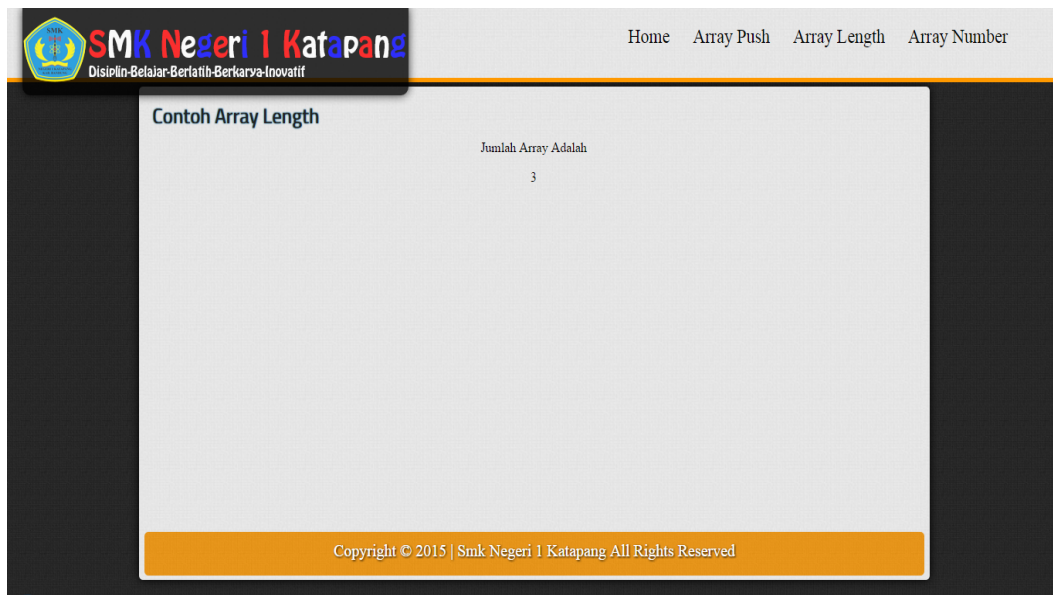 SMK
SMK Negeri 1 Katapang
Disiplin-Belajar-Berlatih-Berkarya-Inovatif
Home Array Push Array Length Array Number
Contoh Array Length
Jumlah Array Adalah
3
Copyright © 2015 | Smk Negeri 1 Katapang All Rights Reserved